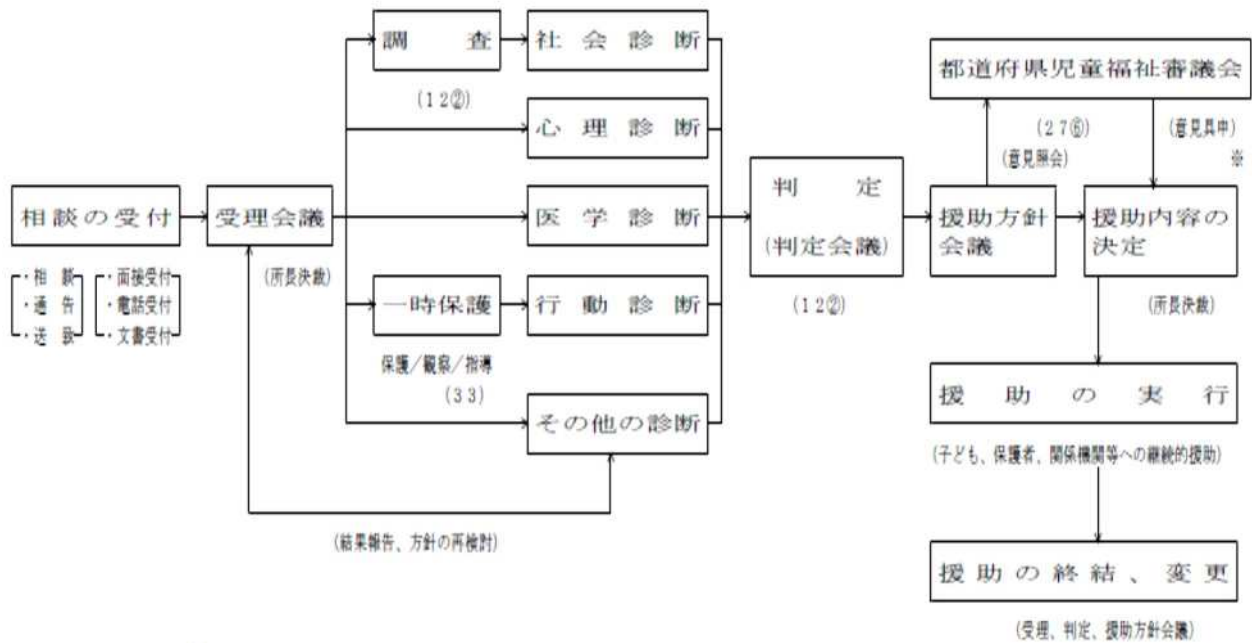 調 査
社 会 診 断
(12②)
心 理 診 断
都道府県児童福祉審議会
(27⑥)
(意見照会)
(意見具申)
※
相談の受付
受理会議
医 学 診 断
判 定
(判定会議)
援助方針
会議
援助内容の
決定
・相 談
・通 告
・送 致
・面接受付
・電話受付
・文書受付
(所長決裁)
一時保護
行 動 診 断
(12②)
(所長決裁)
保護/観察/指導
(33)
その他の診断
援 助 の 実 行
(子ども、保護者、関係機関等への継続的援助)
(結果報告、方針の再検討)
援 助 の 終 結 、 変 更
(受理、判定、援助方針会議)